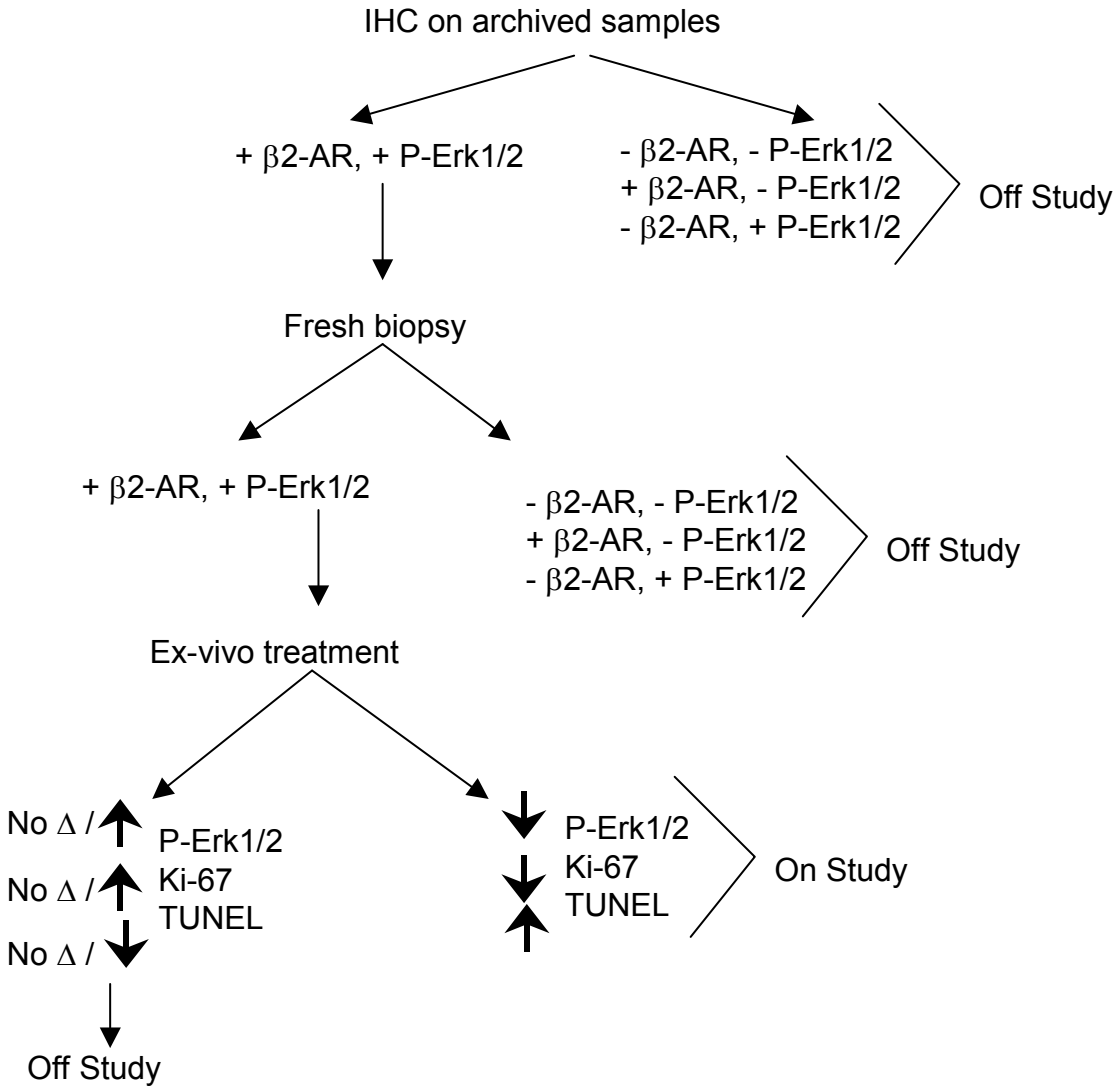 IHC on archived samples
+ β2-AR, + P-Erk1/2
- β2-AR, - P-Erk1/2
+ β2-AR, - P-Erk1/2
- β2-AR, + P-Erk1/2
Off Study
Fresh biopsy
+ β2-AR, + P-Erk1/2
- β2-AR, - P-Erk1/2
+ β2-AR, - P-Erk1/2
- β2-AR, + P-Erk1/2
Off Study
Ex-vivo treatment
No Δ /
No Δ /
No Δ /
P-Erk1/2
Ki-67
TUNEL
P-Erk1/2
Ki-67
TUNEL
On Study
Off Study